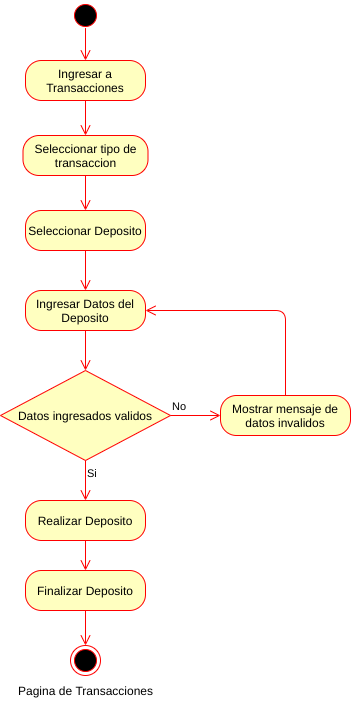 Ingresar a
Transacciones
Seleccionar tipo de
transaccion
Seleccionar Deposito
Ingresar Datos del
Deposito
Datos ingresados validos
No
Mostrar mensaje de
datos invalidos
Si
Realizar Deposito
Finalizar Deposito
Pagina de Transacciones